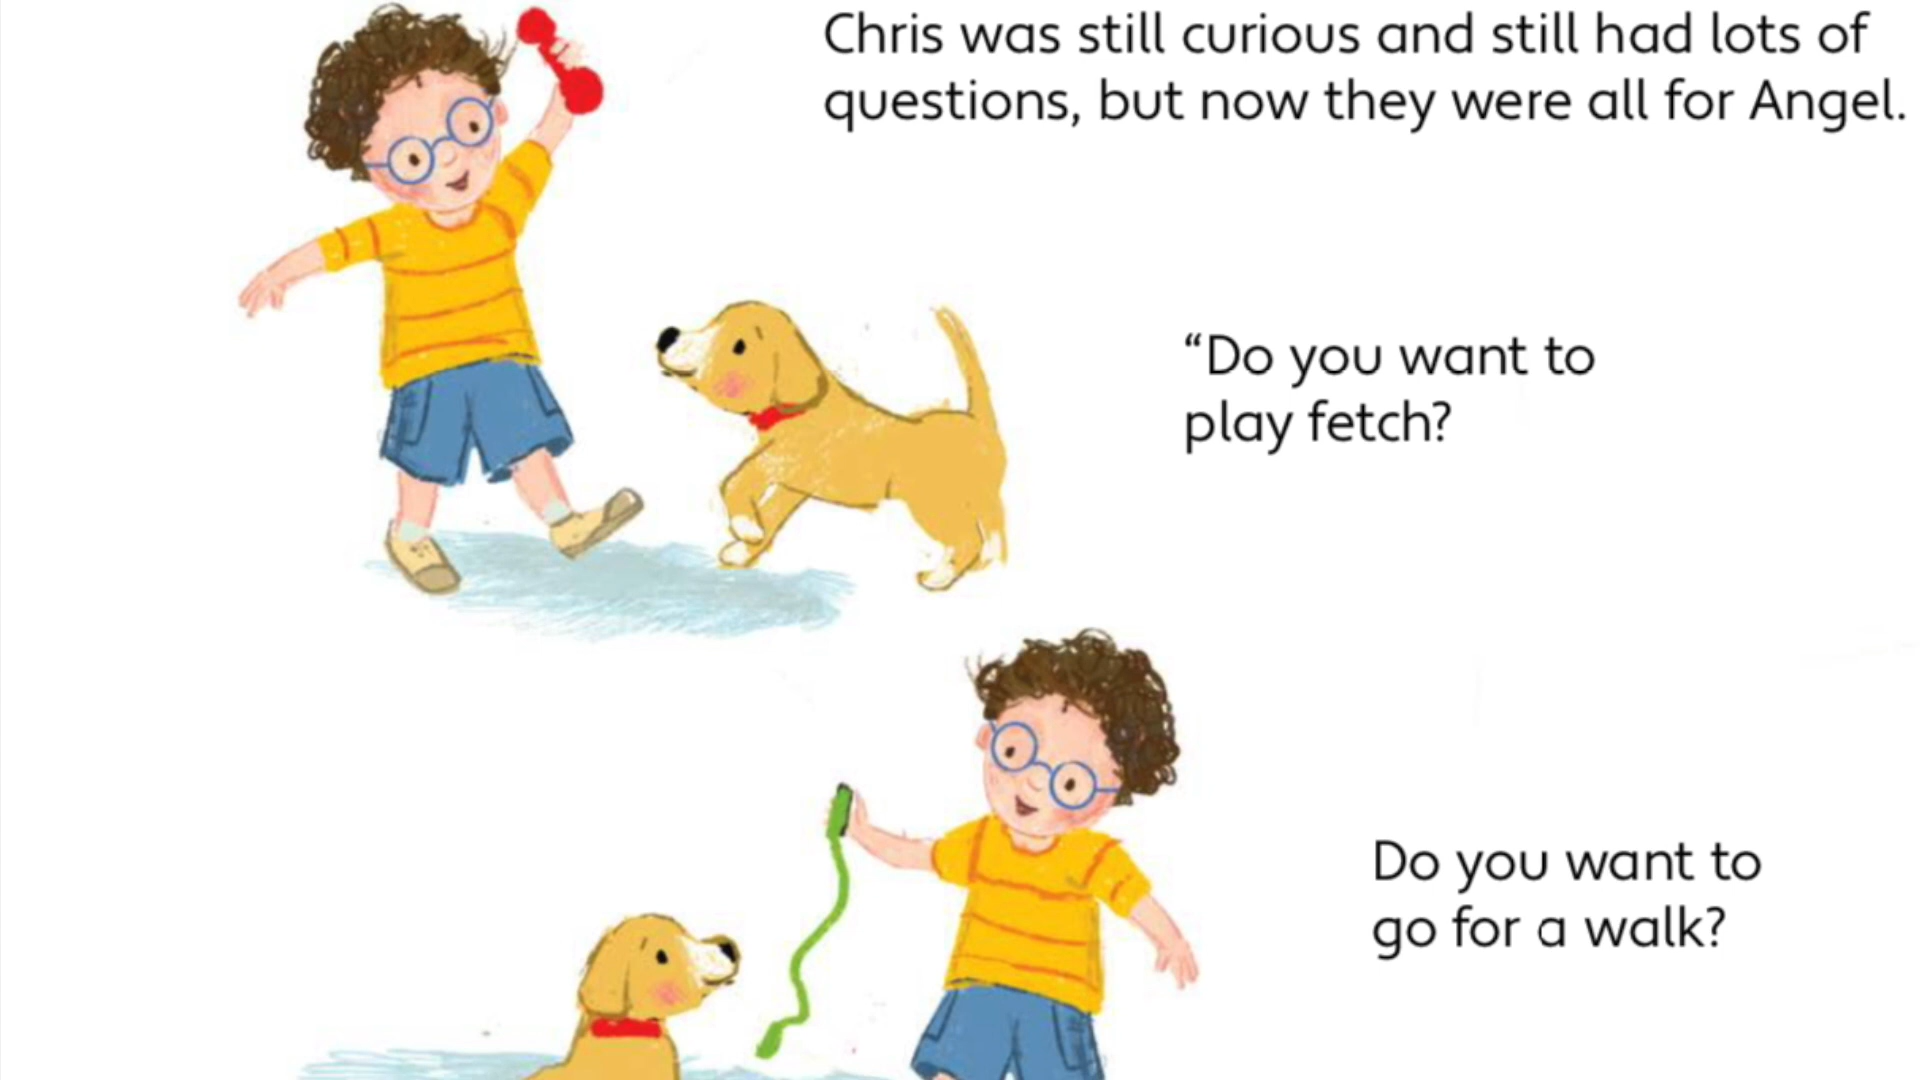 Chris was still curious and still had lots of
questions, but now they were all for Angel.
“Do you want to
play fetch?
Do you want to
go for a walk?